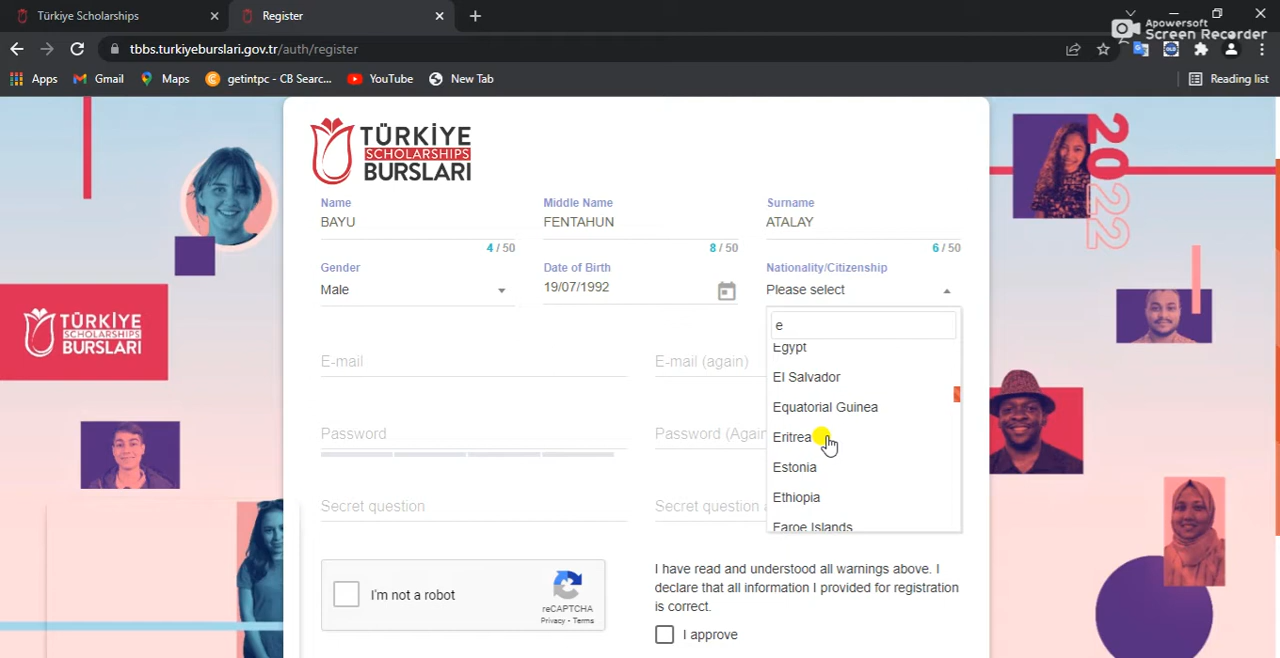 Türkiye Scholarships
Register
Apowersoft
Screen Recorder
tbbs.turkiyeburslari.gov.tr/auth/register
Apps
Gmail
Maps
getintpc - CB Searc...
YouTube
New Tab
Reading list
TÜRKİYE
SCHOLARSHIPS
BURSLARI
2022
Name
Middle Name
Surname
BAYU
FENTAHUN
ATALAY
4 / 50
8 / 50
6 / 50
Gender
Date of Birth
Nationality/Citizenship
Male
19/07/1992
Please select
e
TÜRKİYE
SCHOLARSHIPS
BURSLARI
Egypt
E-mail
E-mail (again)
El Salvador
Equatorial Guinea
Password
Password (Again
Eritrea
Estonia
Ethiopia
Secret question
Secret question a
Faroe Islands
I'm not a robot
reCAPTCHA
Privacy - Terms
I have read and understood all warnings above. I
declare that all information I provided for registration
is correct.
I approve